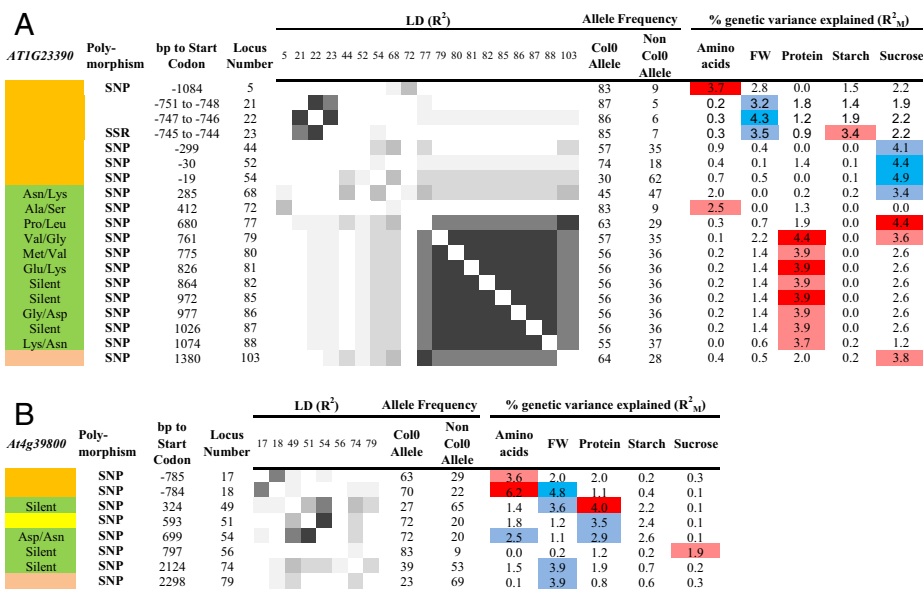 A
LD (R²) Allele Frequency % genetic variance explained (R²M)
AT1G23390 Poly-morphism bp to Start Codon Locus Number 5 21 22 23 44 52 54 68 72 77 79 80 81 82 85 86 87 88 103 Col0 Allele Non Col0 Allele Amino acids FW Protein Starch Sucrose
SNP -1084 5 83 9 3.7 2.8 0.0 1.5 2.2
-751 to -748 21 87 5 0.2 3.2 1.8 1.4 1.9
-747 to -746 22 86 6 0.3 4.3 1.2 1.9 2.2
SSR -745 to -744 23 85 7 0.3 3.5 0.9 3.4 2.2
SNP -299 44 57 35 0.9 0.4 0.0 0.0 4.1
SNP -30 52 74 18 0.4 0.1 1.4 0.1 4.4
SNP -19 54 30 62 0.7 0.5 0.0 0.1 4.9
Asn/Lys SNP 285 68 45 47 2.0 0.0 0.2 0.2 3.4
Ala/Ser SNP 412 72 83 9 2.5 0.0 1.3 0.0 0.0
Pro/Leu SNP 680 77 63 29 0.3 0.7 1.9 0.0 4.4
Val/Gly SNP 761 79 57 35 0.1 2.2 4.4 0.0 3.6
Met/Val SNP 775 80 56 36 0.2 1.4 3.9 0.0 2.6
Glu/Lys SNP 826 81 56 36 0.2 1.4 3.9 0.0 2.6
Silent SNP 864 82 56 36 0.2 1.4 3.9 0.0 2.6
Silent SNP 972 85 56 36 0.2 1.4 3.9 0.0 2.6
Gly/Asp SNP 977 86 56 36 0.2 1.4 3.9 0.0 2.6
Silent SNP 1026 87 56 36 0.2 1.4 3.9 0.0 2.6
Lys/Asn SNP 1074 88 55 37 0.0 0.6 3.7 0.2 1.2
SNP 1380 103 64 28 0.4 0.5 2.0 0.2 3.8
B
LD (R²) Allele Frequency % genetic variance explained (R²M)
At4g39800 Poly-morphism bp to Start Codon Locus Number 17 18 49 51 54 56 74 79 Col0 Allele Non Col0 Allele Amino acids FW Protein Starch Sucrose
SNP -785 17 63 29 3.6 2.0 2.0 0.2 0.3
SNP -784 18 70 22 6.2 4.8 1.1 0.4 0.1
Silent SNP 324 49 27 65 1.4 3.6 4.0 2.2 0.1
SNP 593 51 72 20 1.8 1.2 3.5 2.4 0.1
Asp/Asn SNP 699 54 72 20 2.5 1.1 2.9 2.6 0.1
Silent SNP 797 56 83 9 0.0 0.2 1.2 0.2 1.9
Silent SNP 2124 74 39 53 1.5 3.9 1.9 0.7 0.2
SNP 2298 79 23 69 0.1 3.9 0.8 0.6 0.3